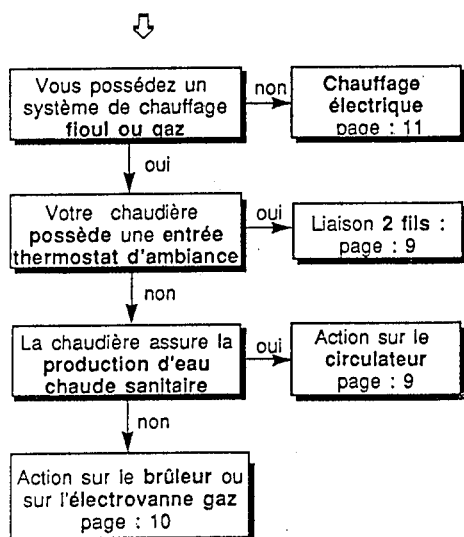 Vous possédez un
système de chauffage
fioul ou gaz
non
Chauffage
électrique
page : 11
oui
Votre chaudière
possède une entrée
thermostat d'ambiance
oui
Liaison 2 fils :
page : 9
non
La chaudière assure la
production d'eau
chaude sanitaire
oui
Action sur le
circulateur
page : 9
non
Action sur le brûleur ou
sur l'électrovanne gaz
page : 10